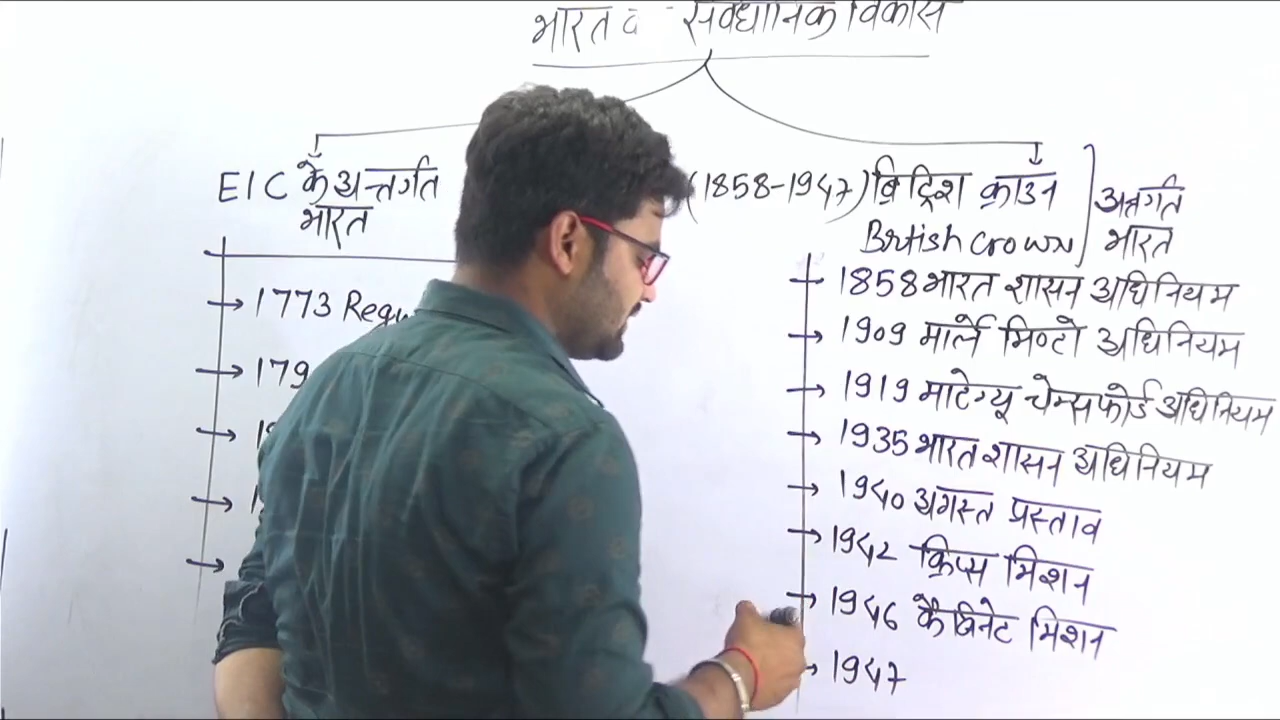 भारत संवैधानिक विकास
EIC के अन्तर्गत
भारत
1773 Regu
179
(1858-1947) ब्रिट्रिश क्राउन
British crown
अन्तर्गत
भारत
1858 भारत शासन अधिनियम
1909 मार्ले मिण्टो अधिनियम
1919 माटेग्यू चेम्सफोर्ड अधिनियम
1935 भारत शासन अधिनियम
1940 अगस्त प्रस्ताव
1942 क्रिप्स मिशन
1946 कैबिनेट मिशन
1947